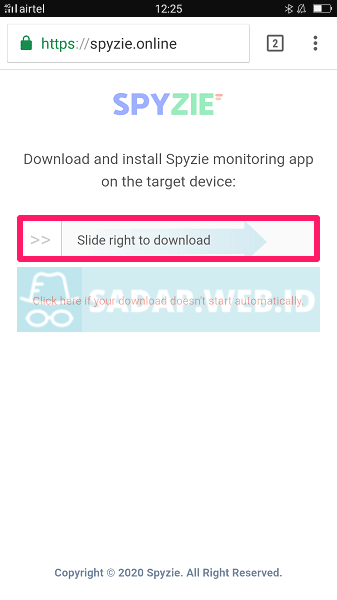 airtel 12:25
https://spyzie.online 2
SPYZIE
Download and install Spyzie monitoring app
on the target device:
>> Slide right to download
Click here if your download doesn't start automatically.
SADAP.WEB.ID
Copyright © 2020 Spyzie. All Right Reserved.